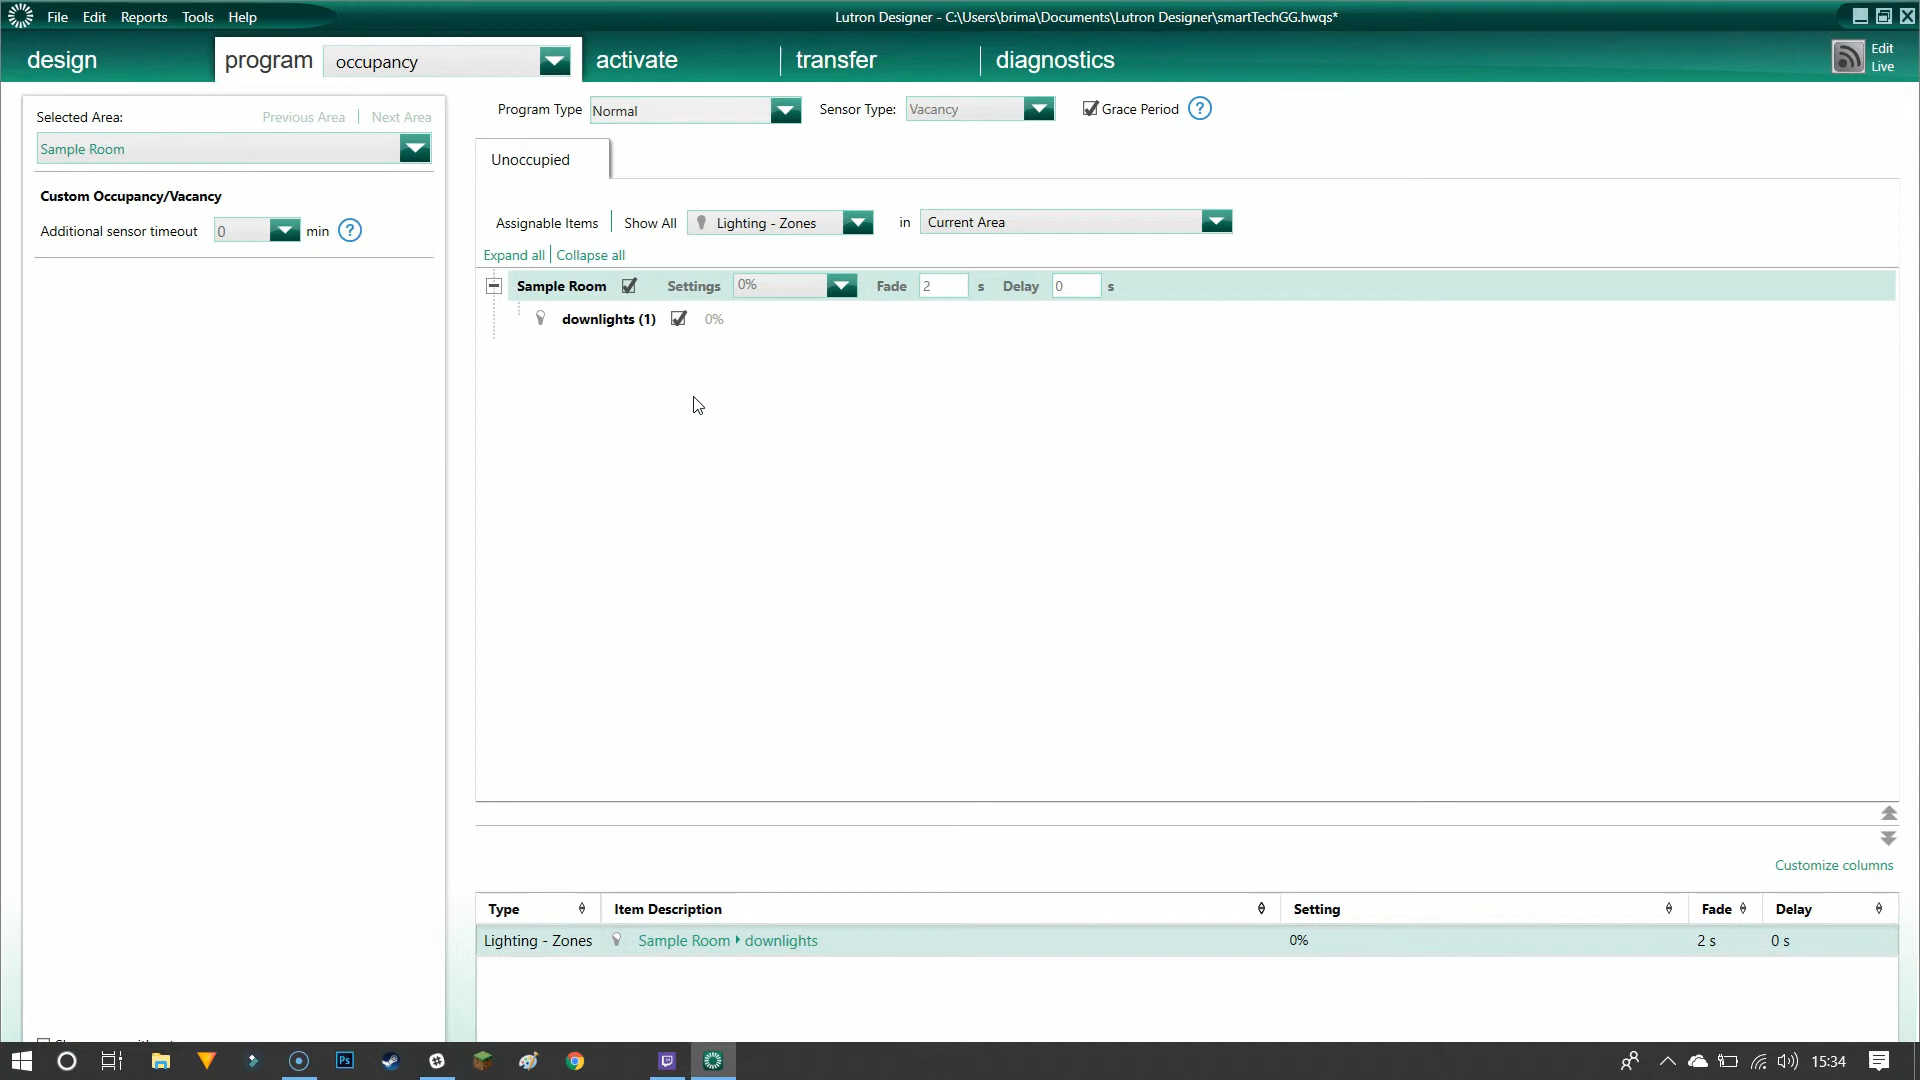 File Edit Reports Tools Help
Lutron Designer - C:\Users\brima\Documents\Lutron Designer\smartTechGG.hwqs*
design program occupancy activate transfer diagnostics
Edit
Live
Selected Area: Previous Area Next Area
Sample Room
Custom Occupancy/Vacancy
Additional sensor timeout 0 min ?
Program Type Normal Sensor Type: Vacancy Grace Period ?
Unoccupied
Assignable Items Show All Lighting - Zones in Current Area
Expand all Collapse all
Sample Room Settings 0% Fade 2 s Delay 0 s
downlights (1) 0%
Customize columns
Type Item Description Setting Fade Delay
Lighting - Zones Sample Room downlights 0% 2 s 0 s
Ps
15:34